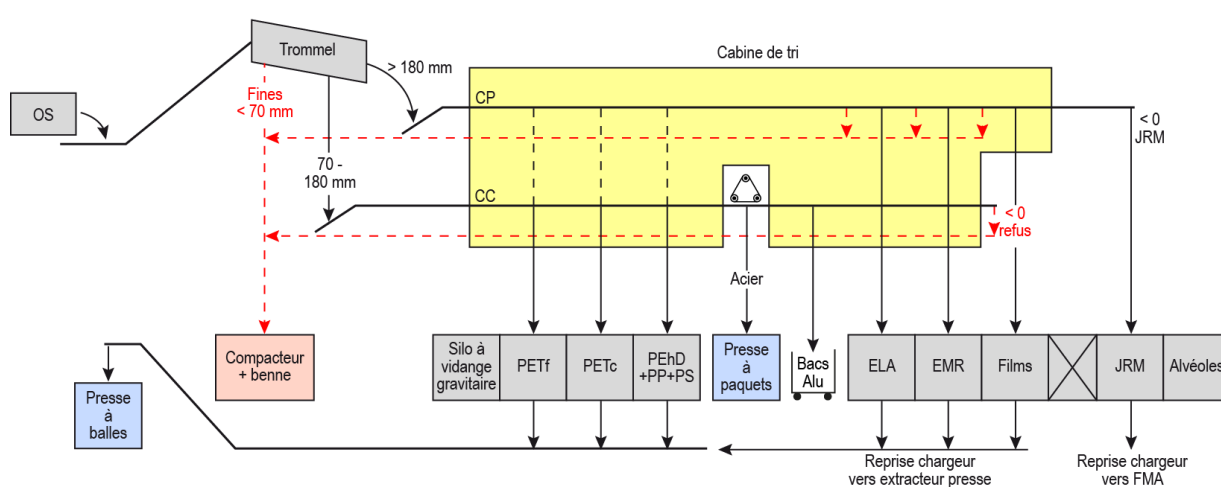 Cabine de tri
Trommel
> 180 mm
OS
Fines
< 70 mm
CP
< 0
JRM
70 -
180 mm
CC
< 0
refus
Acier
Compacteur
+ benne
Silo à
vidange
gravitaire
PETf
PETc
PEhD
+PP+PS
Presse
à
paquets
Bacs
Alu
ELA
EMR
Films
JRM
Alvéoles
Presse
à
balles
Reprise chargeur
vers extracteur presse
Reprise chargeur
vers FMA